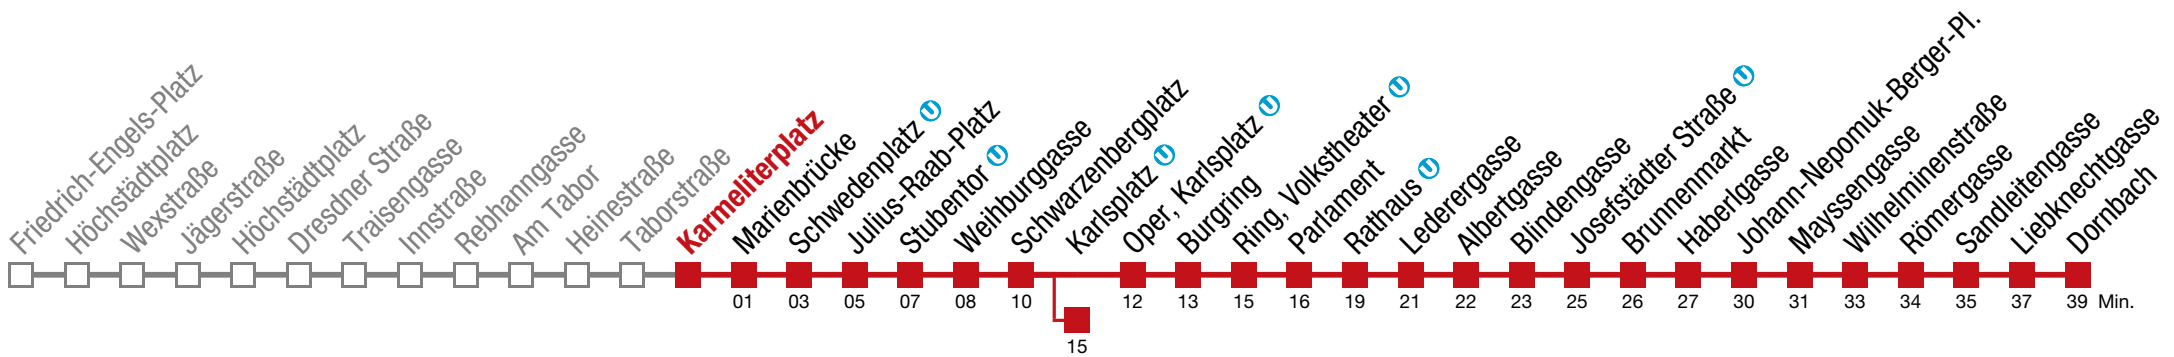 Friedrich-Engels-Platz
Höchstädtplatz
Wexstraße
Jägerstraße
Höchstädtplatz
Dresdner Straße
Traisengasse
Innstraße
Rebhanngasse
Am Tabor
Heinestraße
Taborstraße
Karmeliterplatz
Marienbrücke
Schwedenplatz U
Julius-Raab-Platz
Stubentor U
Weihburggasse
Schwarzenbergplatz
Karlsplatz U
Oper, Karlsplatz U
Burgring
Ring, Volkstheater U
Parlament
Rathaus U
Lederergasse
Albertgasse
Blindengasse
Josefstädter Straße U
Brunnenmarkt
Haberlgasse
Johann-Nepomuk-Berger-Pl.
Mayssengasse
Wilhelminenstraße
Römergasse
Sandleitengasse
Liebknechtgasse
Dornbach
01 03 05 07 08 10 12 13 15 16 19 21 22 23 25 26 27 30 31 33 34 35 37 39 Min.
15